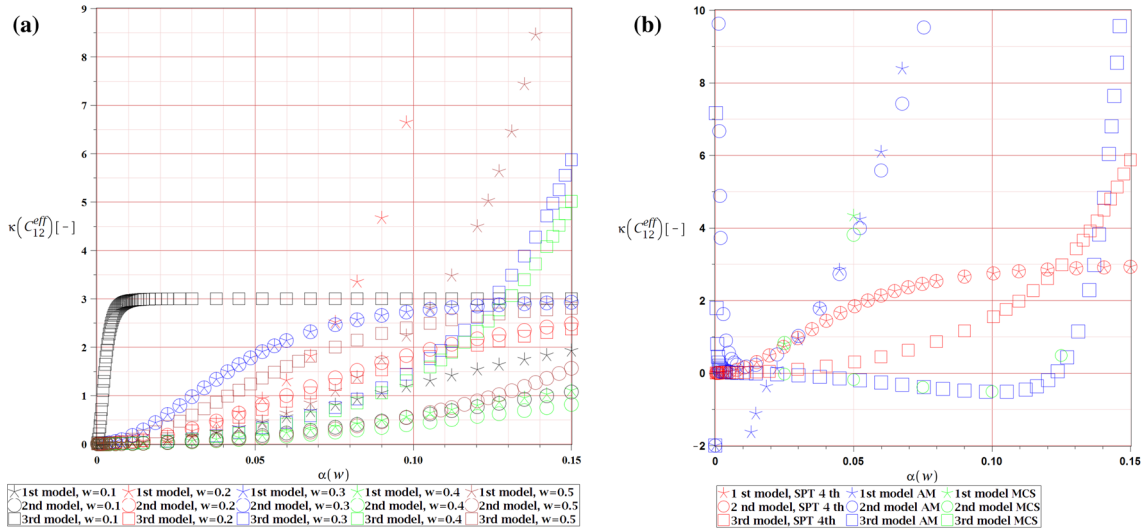 (a)
9
8
7
6
5
κ(C₁₂^eff)[-]
4
3
2
1
0
0 0.05 0.10 0.15
α(w)
1st model, w=0.1 1st model, w=0.2 1st model, w=0.3 1st model, w=0.4 1st model, w=0.5
2nd model, w=0.1 2nd model, w=0.2 2nd model, w=0.3 2nd model, w=0.4 2nd model, w=0.5
3rd model, w=0.1 3rd model, w=0.2 3rd model, w=0.3 3rd model, w=0.4 3rd model, w=0.5
(b)
10
8
6
4
κ(C₁₂^eff)[-]
2
0
-2
0 0.05 0.10 0.15
α(w)
1 st model, SPT 4 th 1st model AM 1st model MCS
2 nd model, SPT 4 th 2nd model AM 2nd model MCS
3rd model, SPT 4th 3rd model AM 3rd model MCS